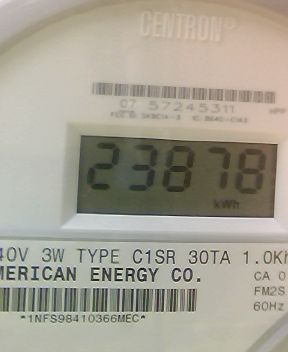 CENTRON®
07 57245311
23878
kWh
40V 3W TYPE C1SR 30TA 1.0Kh
MERICAN ENERGY CO.
CA 0
FM2S
60Hz
*1NFS98410366MEC*